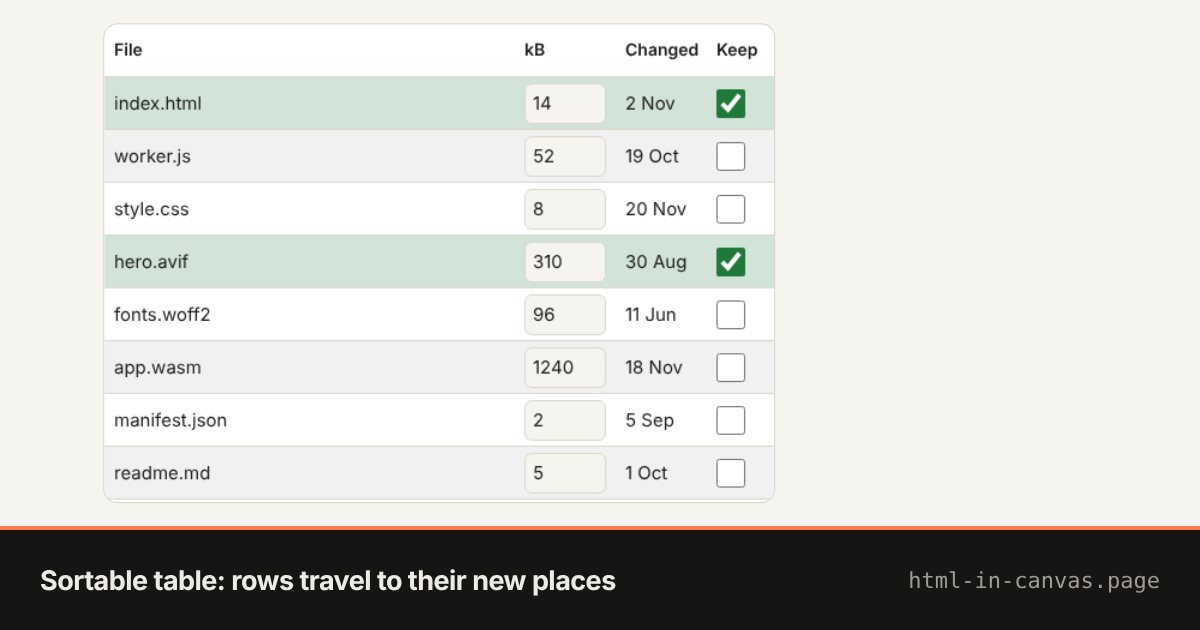 File kB Changed Keep
index.html 14 2 Nov
worker.js 52 19 Oct
style.css 8 20 Nov
hero.avif 310 30 Aug
fonts.woff2 96 11 Jun
app.wasm 1240 18 Nov
manifest.json 2 5 Sep
readme.md 5 1 Oct
Sortable table: rows travel to their new places
html-in-canvas.page